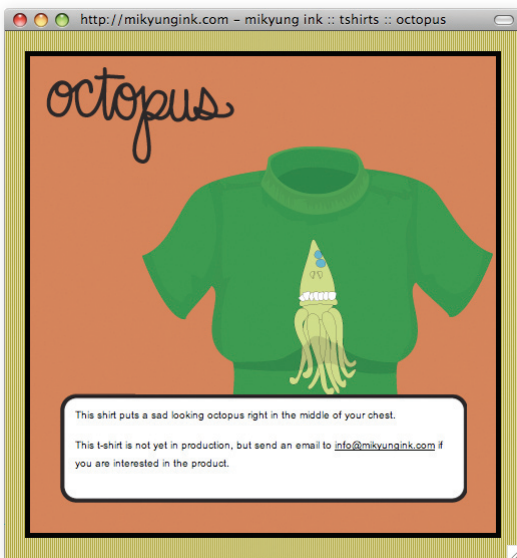 http://mikyungink.com – mikyung ink :: tshirts :: octopus
octopus
This shirt puts a sad looking octopus right in the middle of your chest.
This t-shirt is not yet in production, but send an email to info@mikyungink.com if
you are interested in the product.